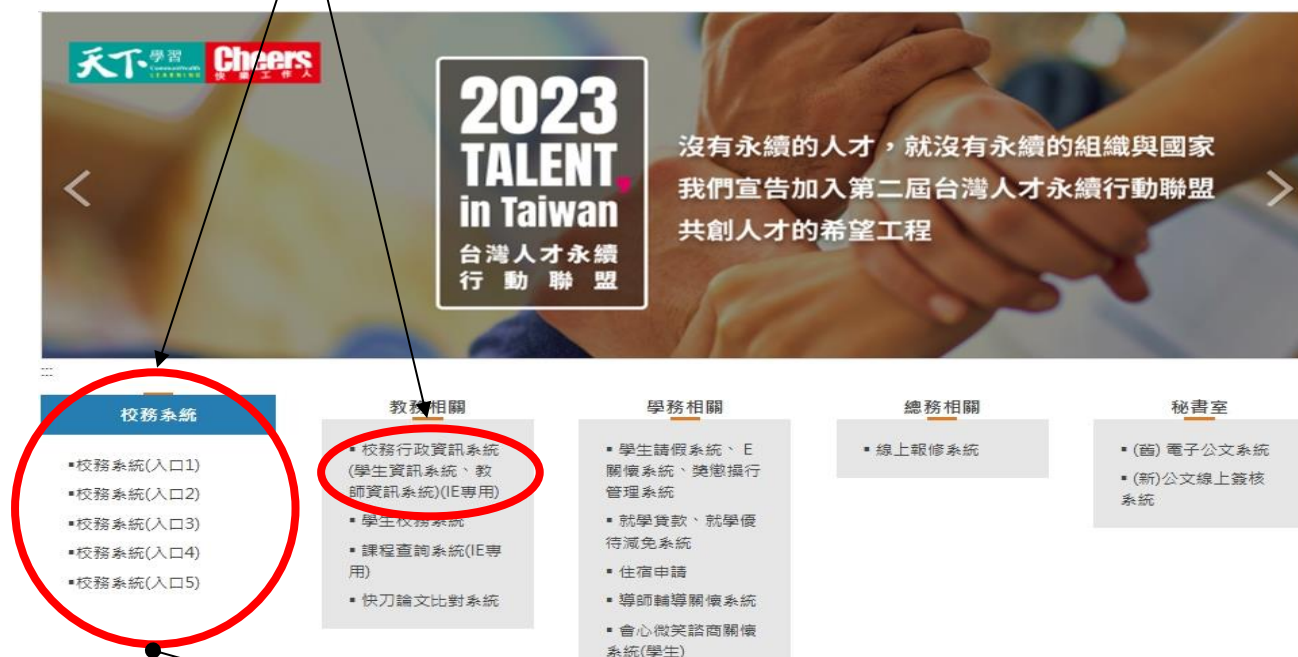 天下學習
CommonWealth
LEARNING
Cheers
快樂工作人
2023
TALENT
in Taiwan
台灣人才永續
行動聯盟
沒有永續的人才，就沒有永續的組織與國家
我們宣告加入第二屆台灣人才永續行動聯盟
共創人才的希望工程
:::
校務系統
▪校務系統(入口1)
▪校務系統(入口2)
▪校務系統(入口3)
▪校務系統(入口4)
▪校務系統(入口5)
教務相關
▪ 校務行政資訊系統
(學生資訊系統、教
師資訊系統)(IE專用)
▪ 學生校務系統
▪ 課程查詢系統(IE專
用)
▪ 快刀論文比對系統
學務相關
▪ 學生請假系統、 E
關懷系統、獎懲操行
管理系統
▪ 就學貸款、就學優
待減免系統
▪ 住宿申請
▪ 導師輔導關懷系統
▪ 會心微笑諮商關懷
系統(學生)
總務相關
▪ 線上報修系統
秘書室
▪ (舊) 電子公文系統
▪ (新)公文線上簽核
系統